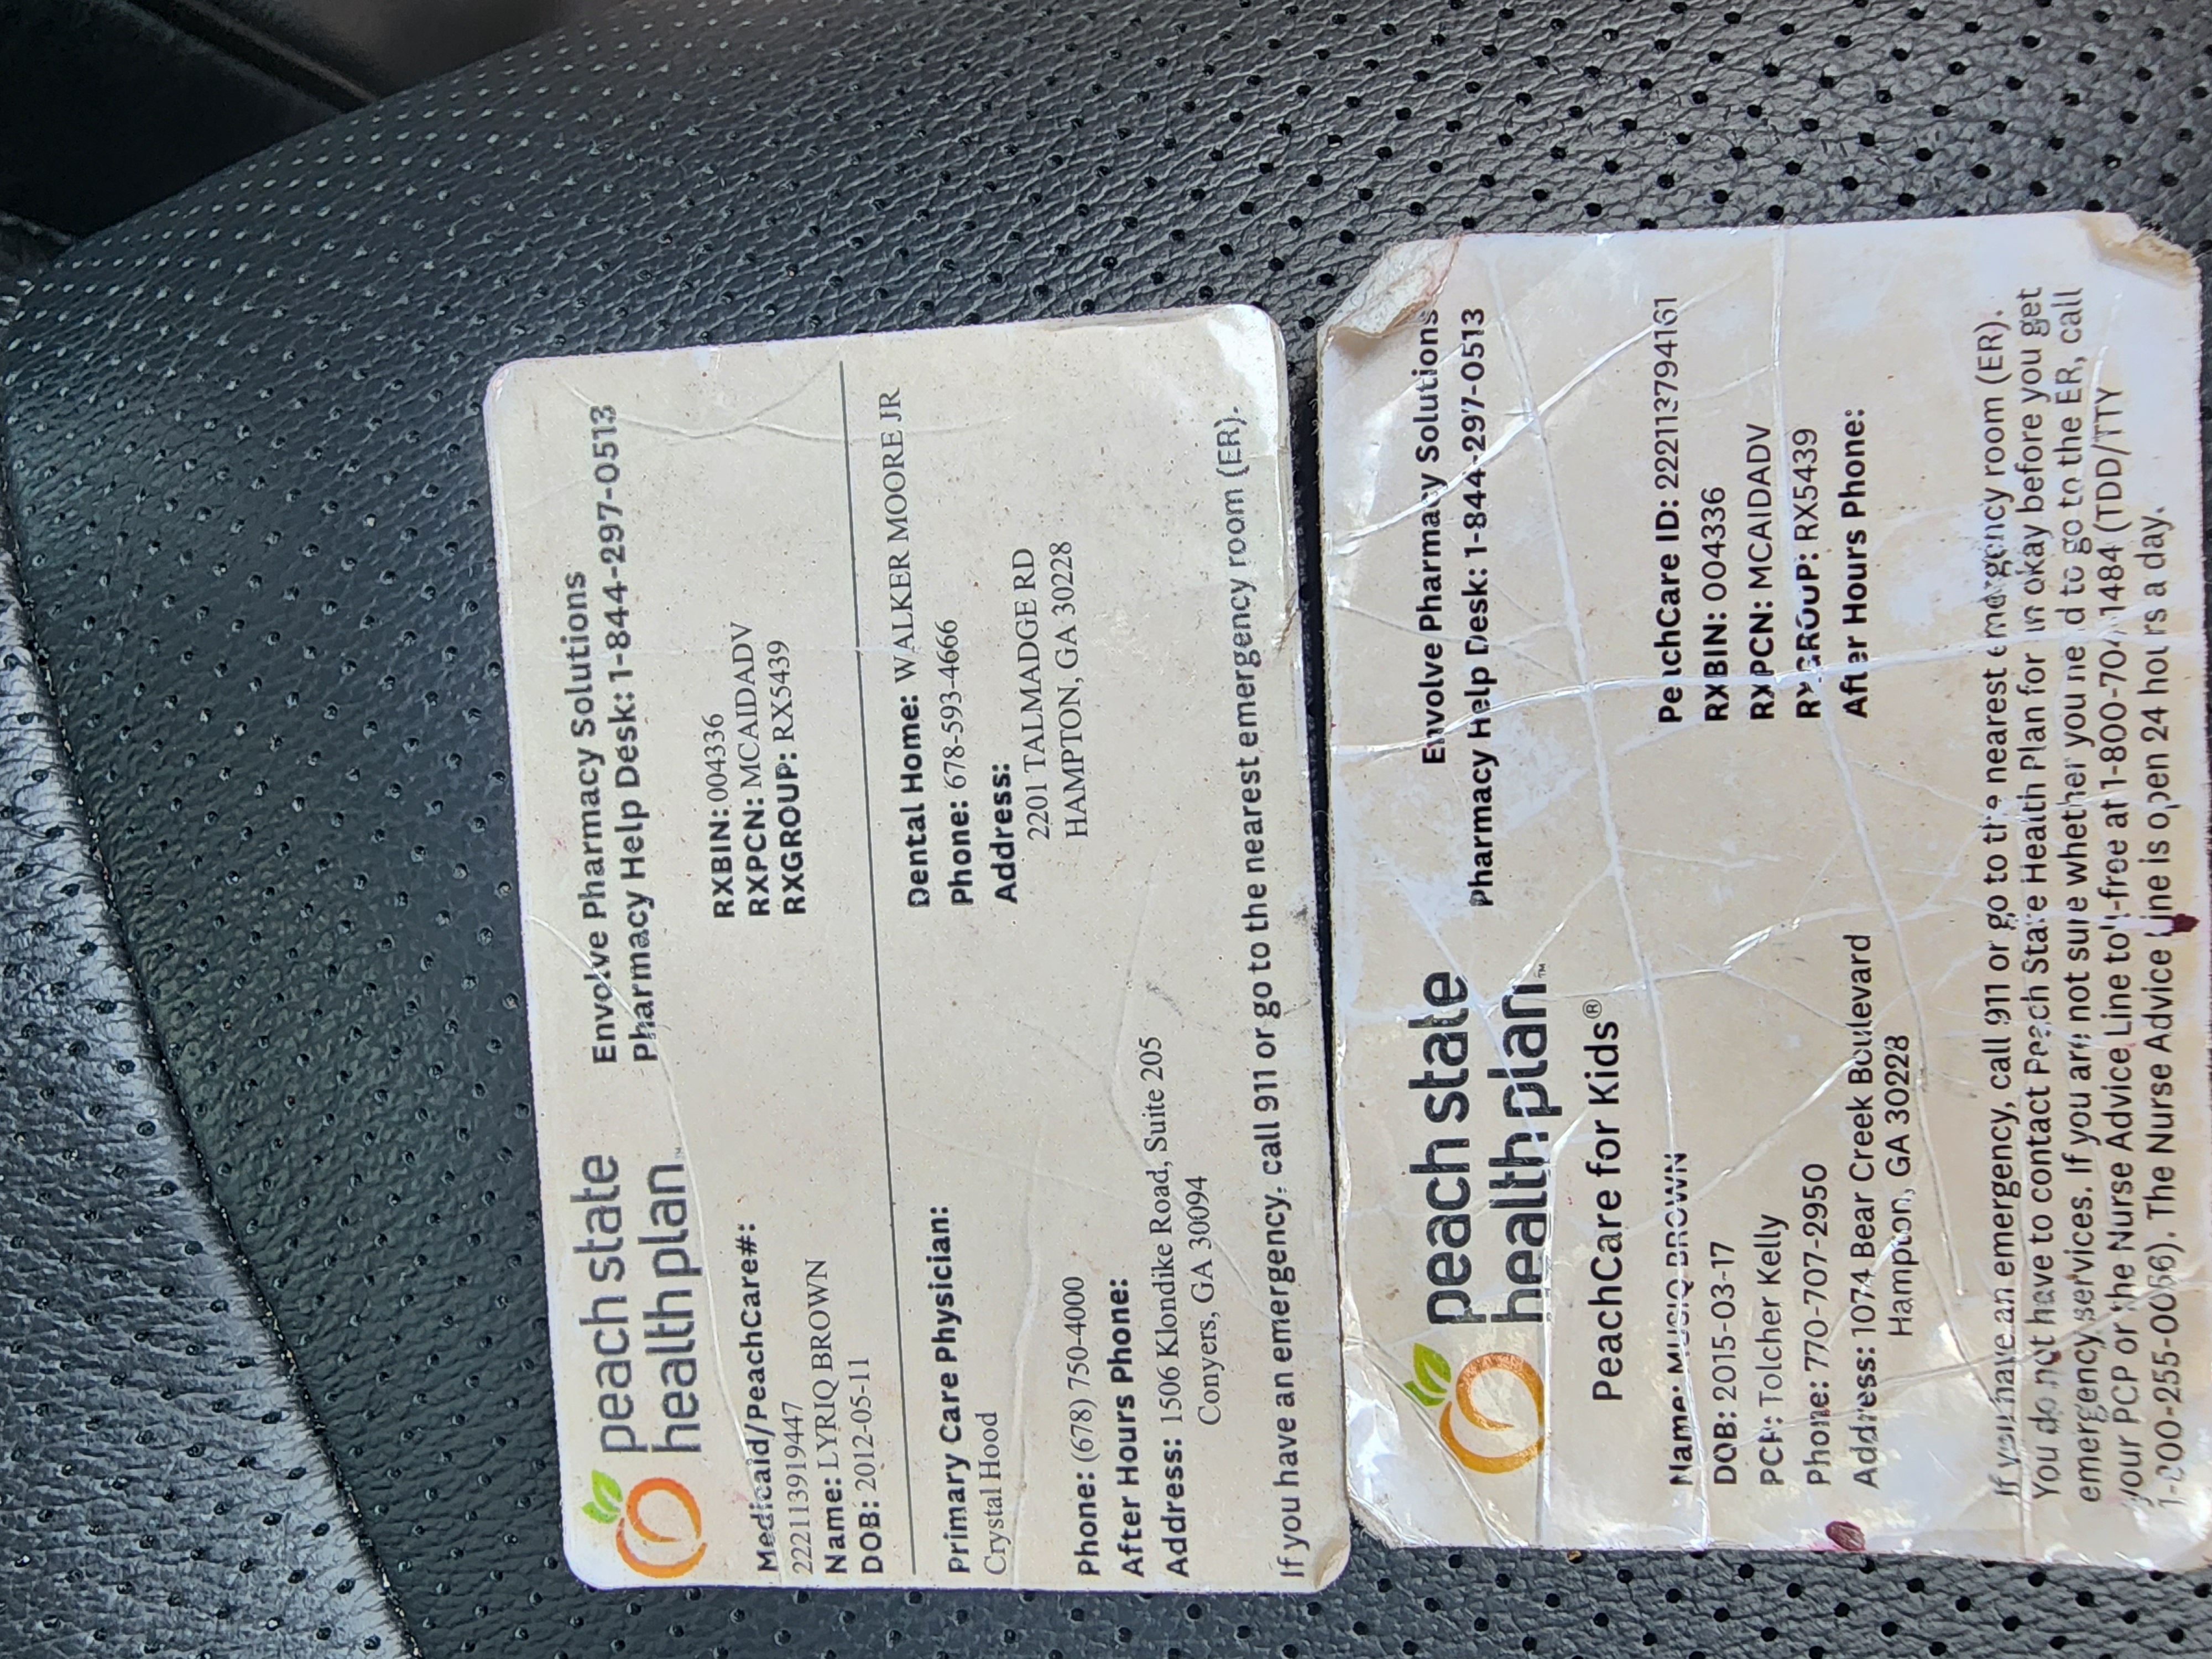 peach state
health plan™
Envolve Pharmacy Solutions
Pharmacy Help Desk: 1-844-297-0513
Medicaid/PeachCare#:
222113919447
Name: LYRIQ BROWN
DOB: 2012-05-11
RXBIN: 004336
RXPCN: MCAIDADV
RXGROUP: RX5439
Primary Care Physician:
Crystal Hood
Phone: (678) 750-4000
After Hours Phone:
Address: 1506 Klondike Road, Suite 205
Conyers, GA 30094
Dental Home: WALKER MOORE JR
Phone: 678-593-4666
Address:
2201 TALMADGE RD
HAMPTON, GA 30228
If you have an emergency, call 911 or go to the nearest emergency room (ER).
peach state
health plan™
Envolve Pharmacy Solutions
Pharmacy Help Desk: 1-844-297-0513
PeachCare for Kids®
Name: MUSIQ BROWN
DOB: 2015-03-17
PCP: Tolcher Kelly
Phone: 770-707-2950
Address: 1074 Bear Creek Boulevard
Hampton, GA 30228
PeachCare ID: 222113794161
RXBIN: 004336
RXPCN: MCAIDADV
RXGROUP: RX5439
After Hours Phone:
If you have an emergency, call 911 or go to the nearest emergency room (ER).
You do not have to contact Peach State Health Plan for an okay before you get
emergency services. If you are not sure whether you need to go to the ER, call
your PCP or the Nurse Advice Line toll-free at 1-800-704-1484 (TDD/TTY
The Nurse Advice Line is open 24 hours a day.